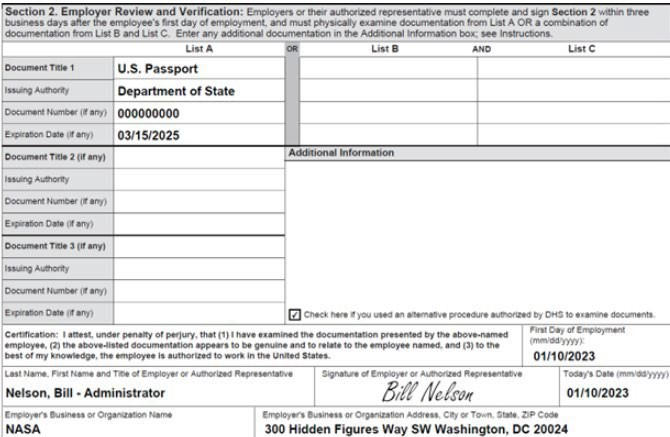 Section 2. Employer Review and Verification: Employers or their authorized representative must complete and sign Section 2 within three
business days after the employee's first day of employment, and must physically examine documentation from List A OR a combination of
documentation from List B and List C. Enter any additional documentation in the Additional Information box; see Instructions.
List A OR List B AND List C
Document Title 1 U.S. Passport
Issuing Authority Department of State
Document Number (if any) 000000000
Expiration Date (if any) 03/15/2025
Document Title 2 (if any) Additional Information
Issuing Authority
Document Number (if any)
Expiration Date (if any)
Document Title 3 (if any)
Issuing Authority
Document Number (if any)
Expiration Date (if any) Check here if you used an alternative procedure authorized by DHS to examine documents.
Certification: I attest, under penalty of perjury, that (1) I have examined the documentation presented by the above-named
employee, (2) the above-listed documentation appears to be genuine and to relate to the employee named, and (3) to the
best of my knowledge, the employee is authorized to work in the United States.
First Day of Employment
(mm/dd/yyyy):
01/10/2023
Last Name, First Name and Title of Employer or Authorized Representative Signature of Employer or Authorized Representative Today's Date (mm/dd/yyyy)
Nelson, Bill - Administrator Bill Nelson 01/10/2023
Employer's Business or Organization Name Employer's Business or Organization Address, City or Town, State, ZIP Code
NASA 300 Hidden Figures Way SW Washington, DC 20024